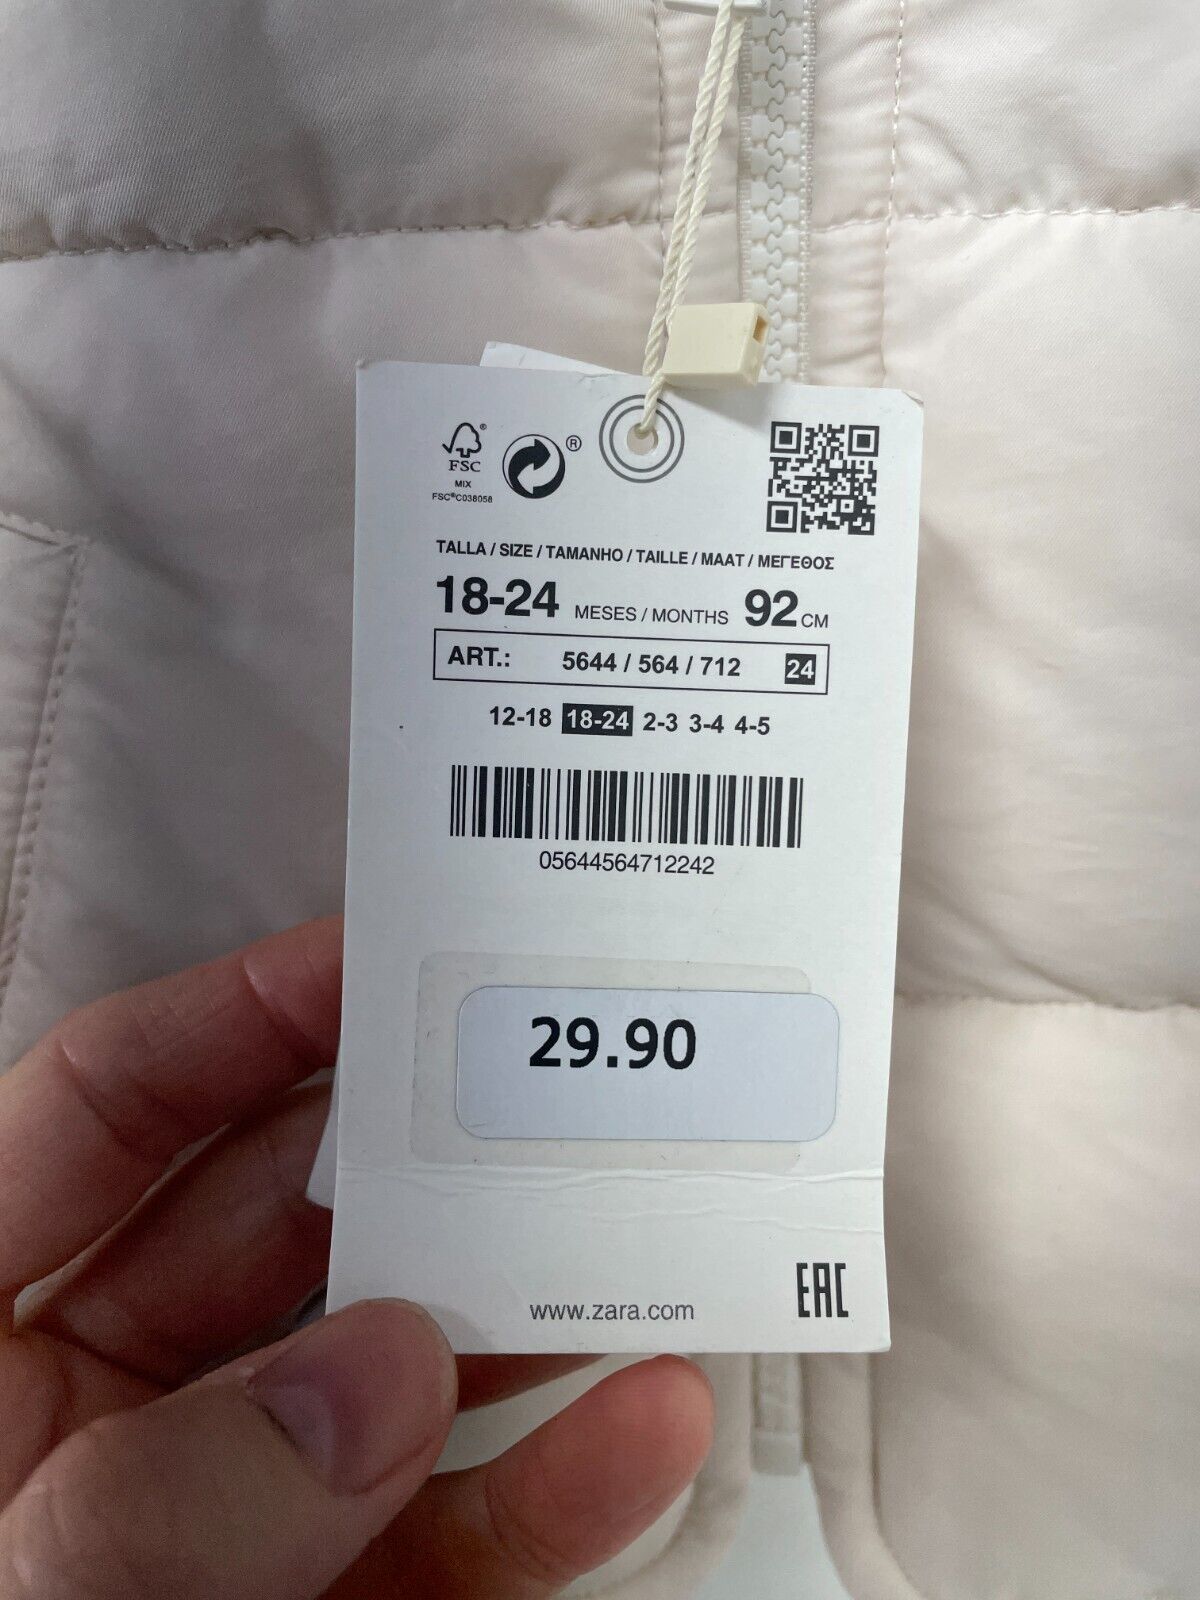 FSC®
MIX
FSC®C038058
®
TALLA / SIZE / TAMANHO / TAILLE / MAAT / ΜΕΓΕΘΟΣ
18-24 MESES / MONTHS 92 CM
ART.: 5644 / 564 / 712 24
12-18 18-24 2-3 3-4 4-5
05644564712242
29.90
www.zara.com
EAC